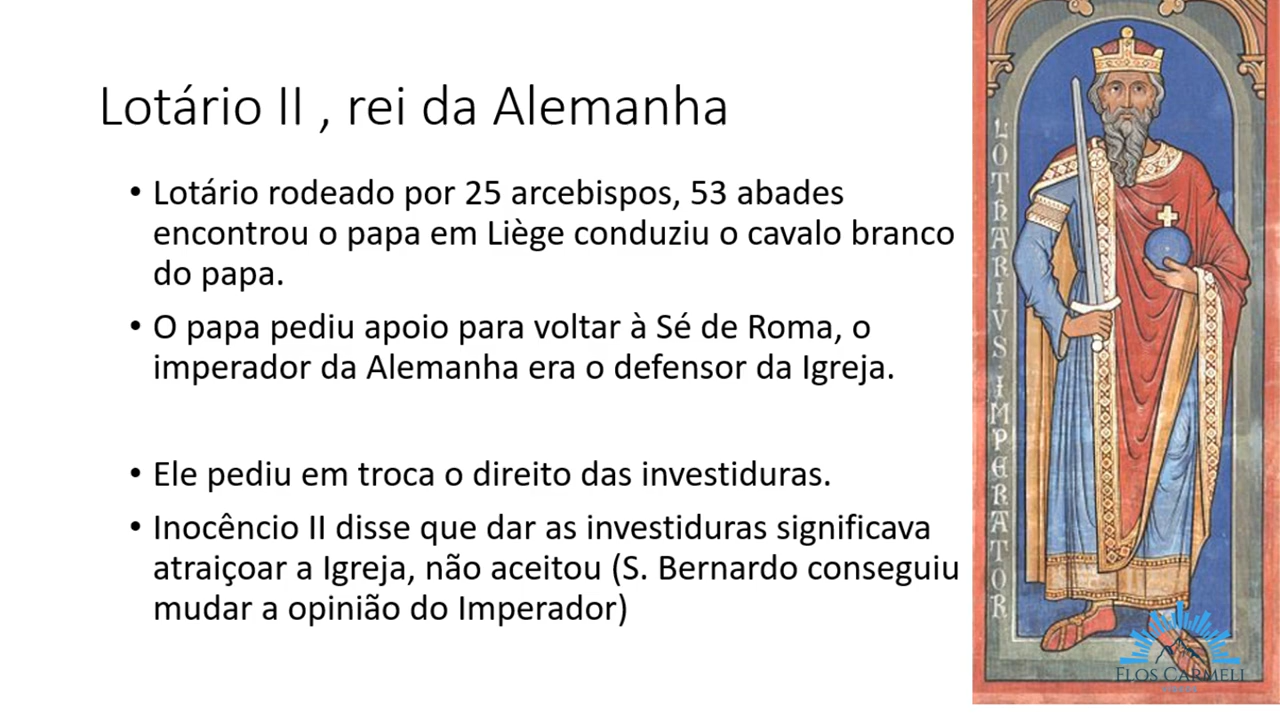 Lotário II , rei da Alemanha
• Lotário rodeado por 25 arcebispos, 53 abades
encontrou o papa em Liège conduziu o cavalo branco
do papa.
• O papa pediu apoio para voltar à Sé de Roma, o
imperador da Alemanha era o defensor da Igreja.
• Ele pediu em troca o direito das investiduras.
• Inocêncio II disse que dar as investiduras significava
atraiçoar a Igreja, não aceitou (S. Bernardo conseguiu
mudar a opinião do Imperador)
LOTHARIVS·IMPERATOR
FLOS CARMELI